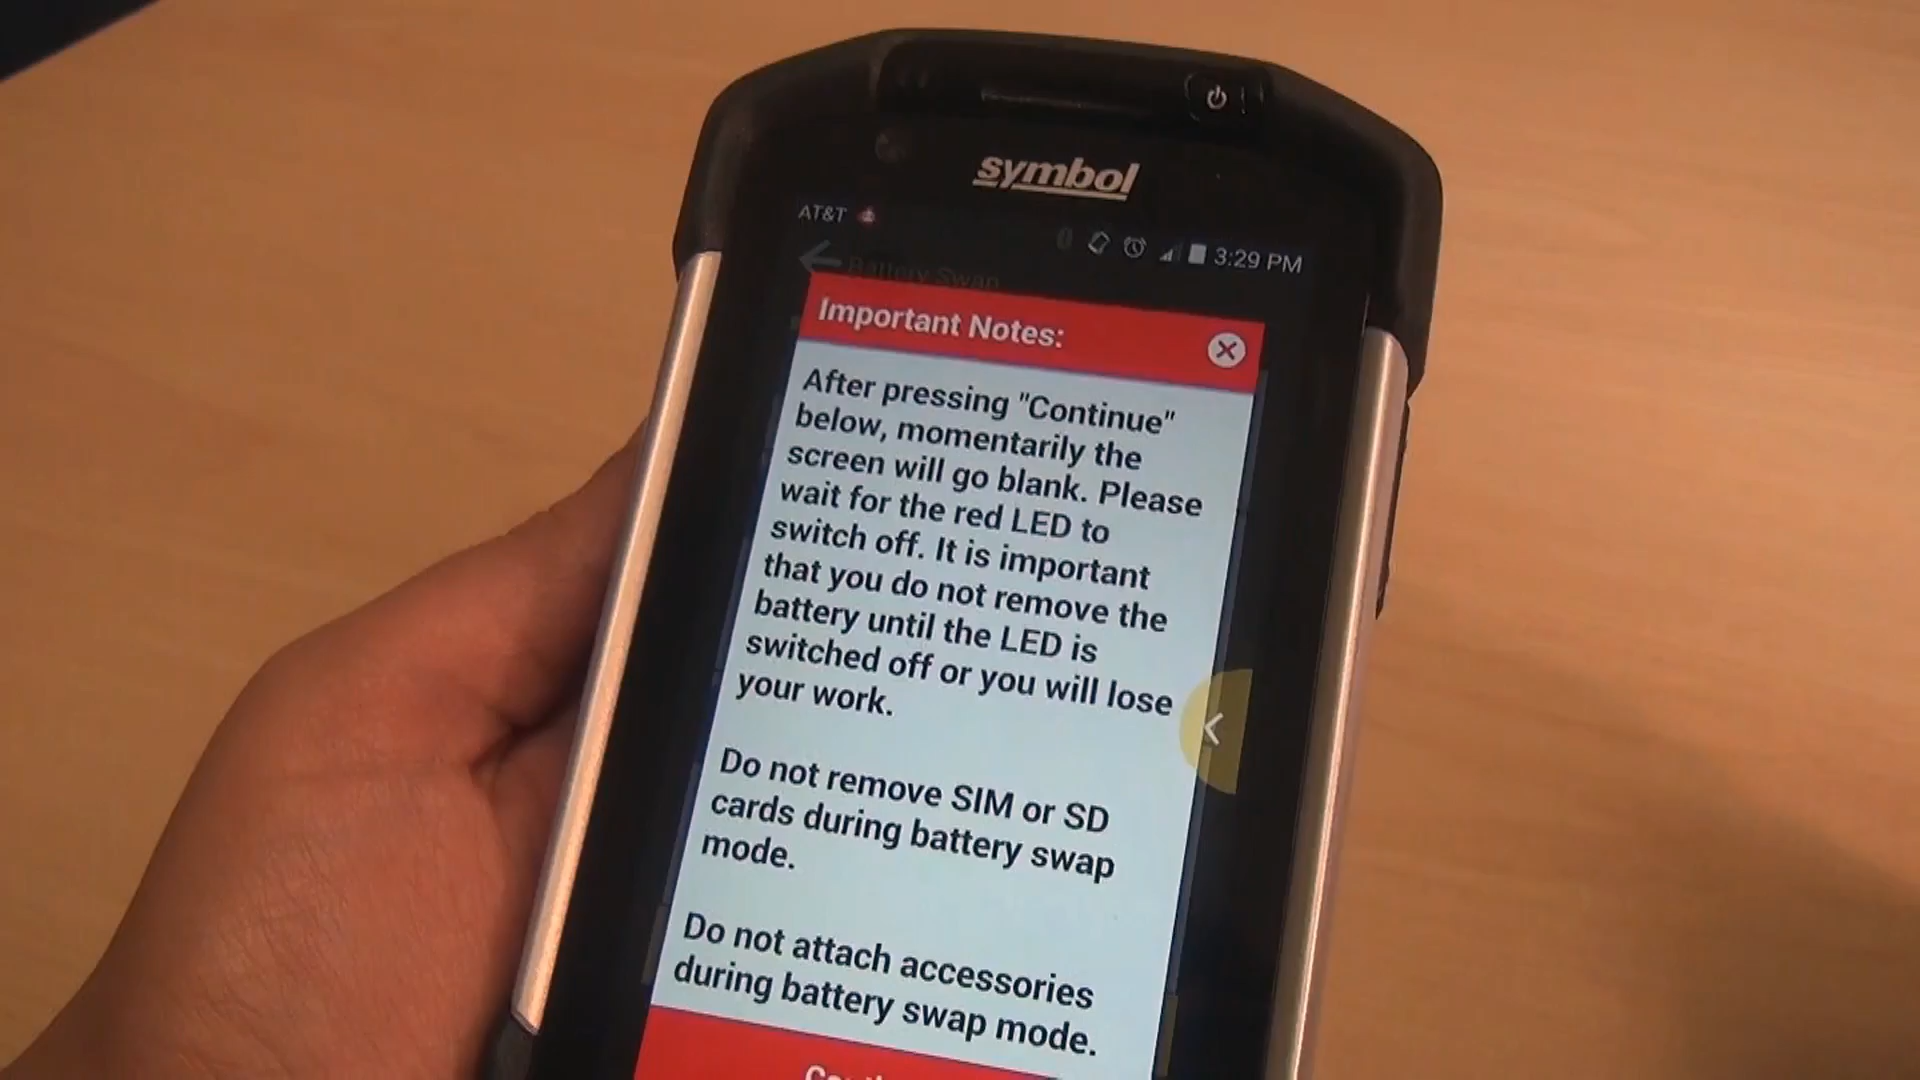 symbol
AT&T
3:29 PM
Battery Swap
Important Notes:
After pressing "Continue"
below, momentarily the
screen will go blank. Please
wait for the red LED to
switch off. It is important
that you do not remove the
battery until the LED is
switched off or you will lose
your work.
Do not remove SIM or SD
cards during battery swap
mode.
Do not attach accessories
during battery swap mode.